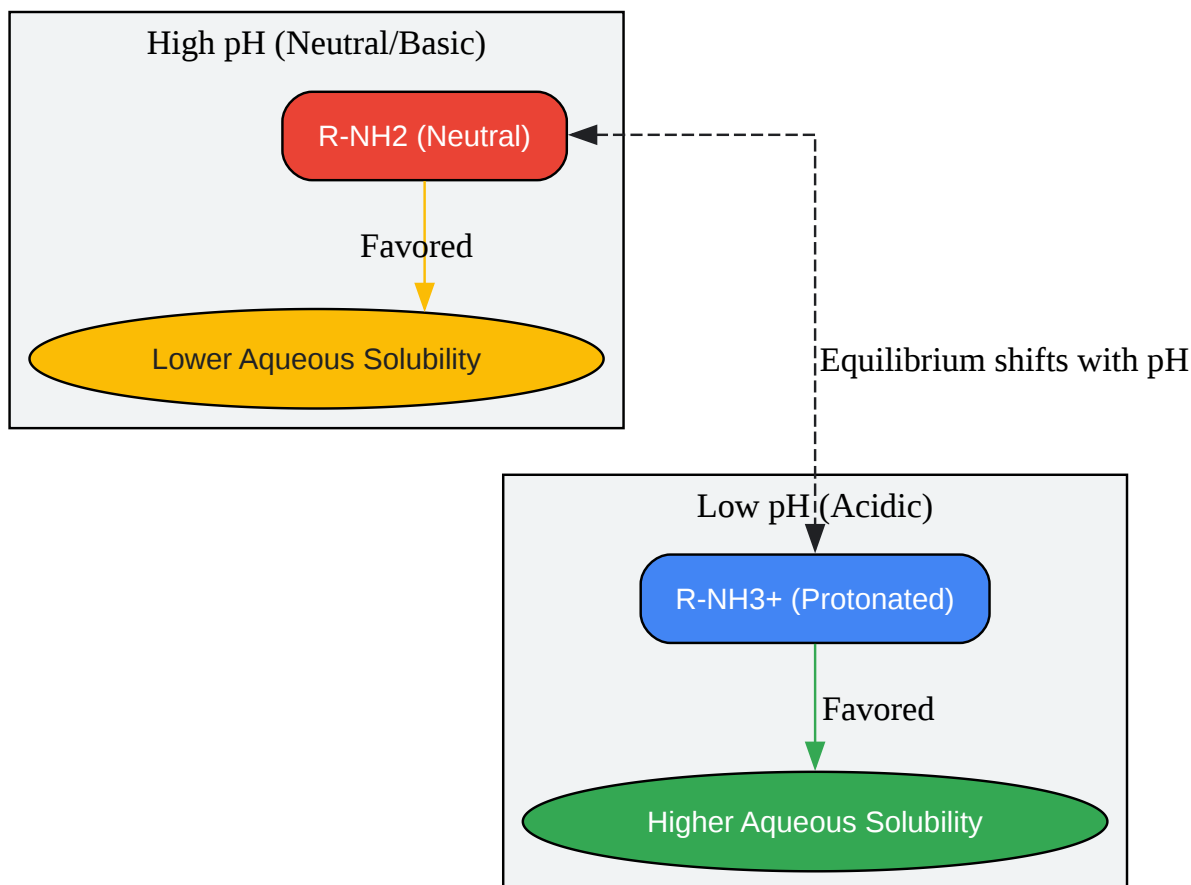 High pH (Neutral/Basic)
R-NH2 (Neutral)
Favored
Lower Aqueous Solubility
Equilibrium shifts with pH
Low pH (Acidic)
R-NH3+ (Protonated)
Favored
Higher Aqueous Solubility